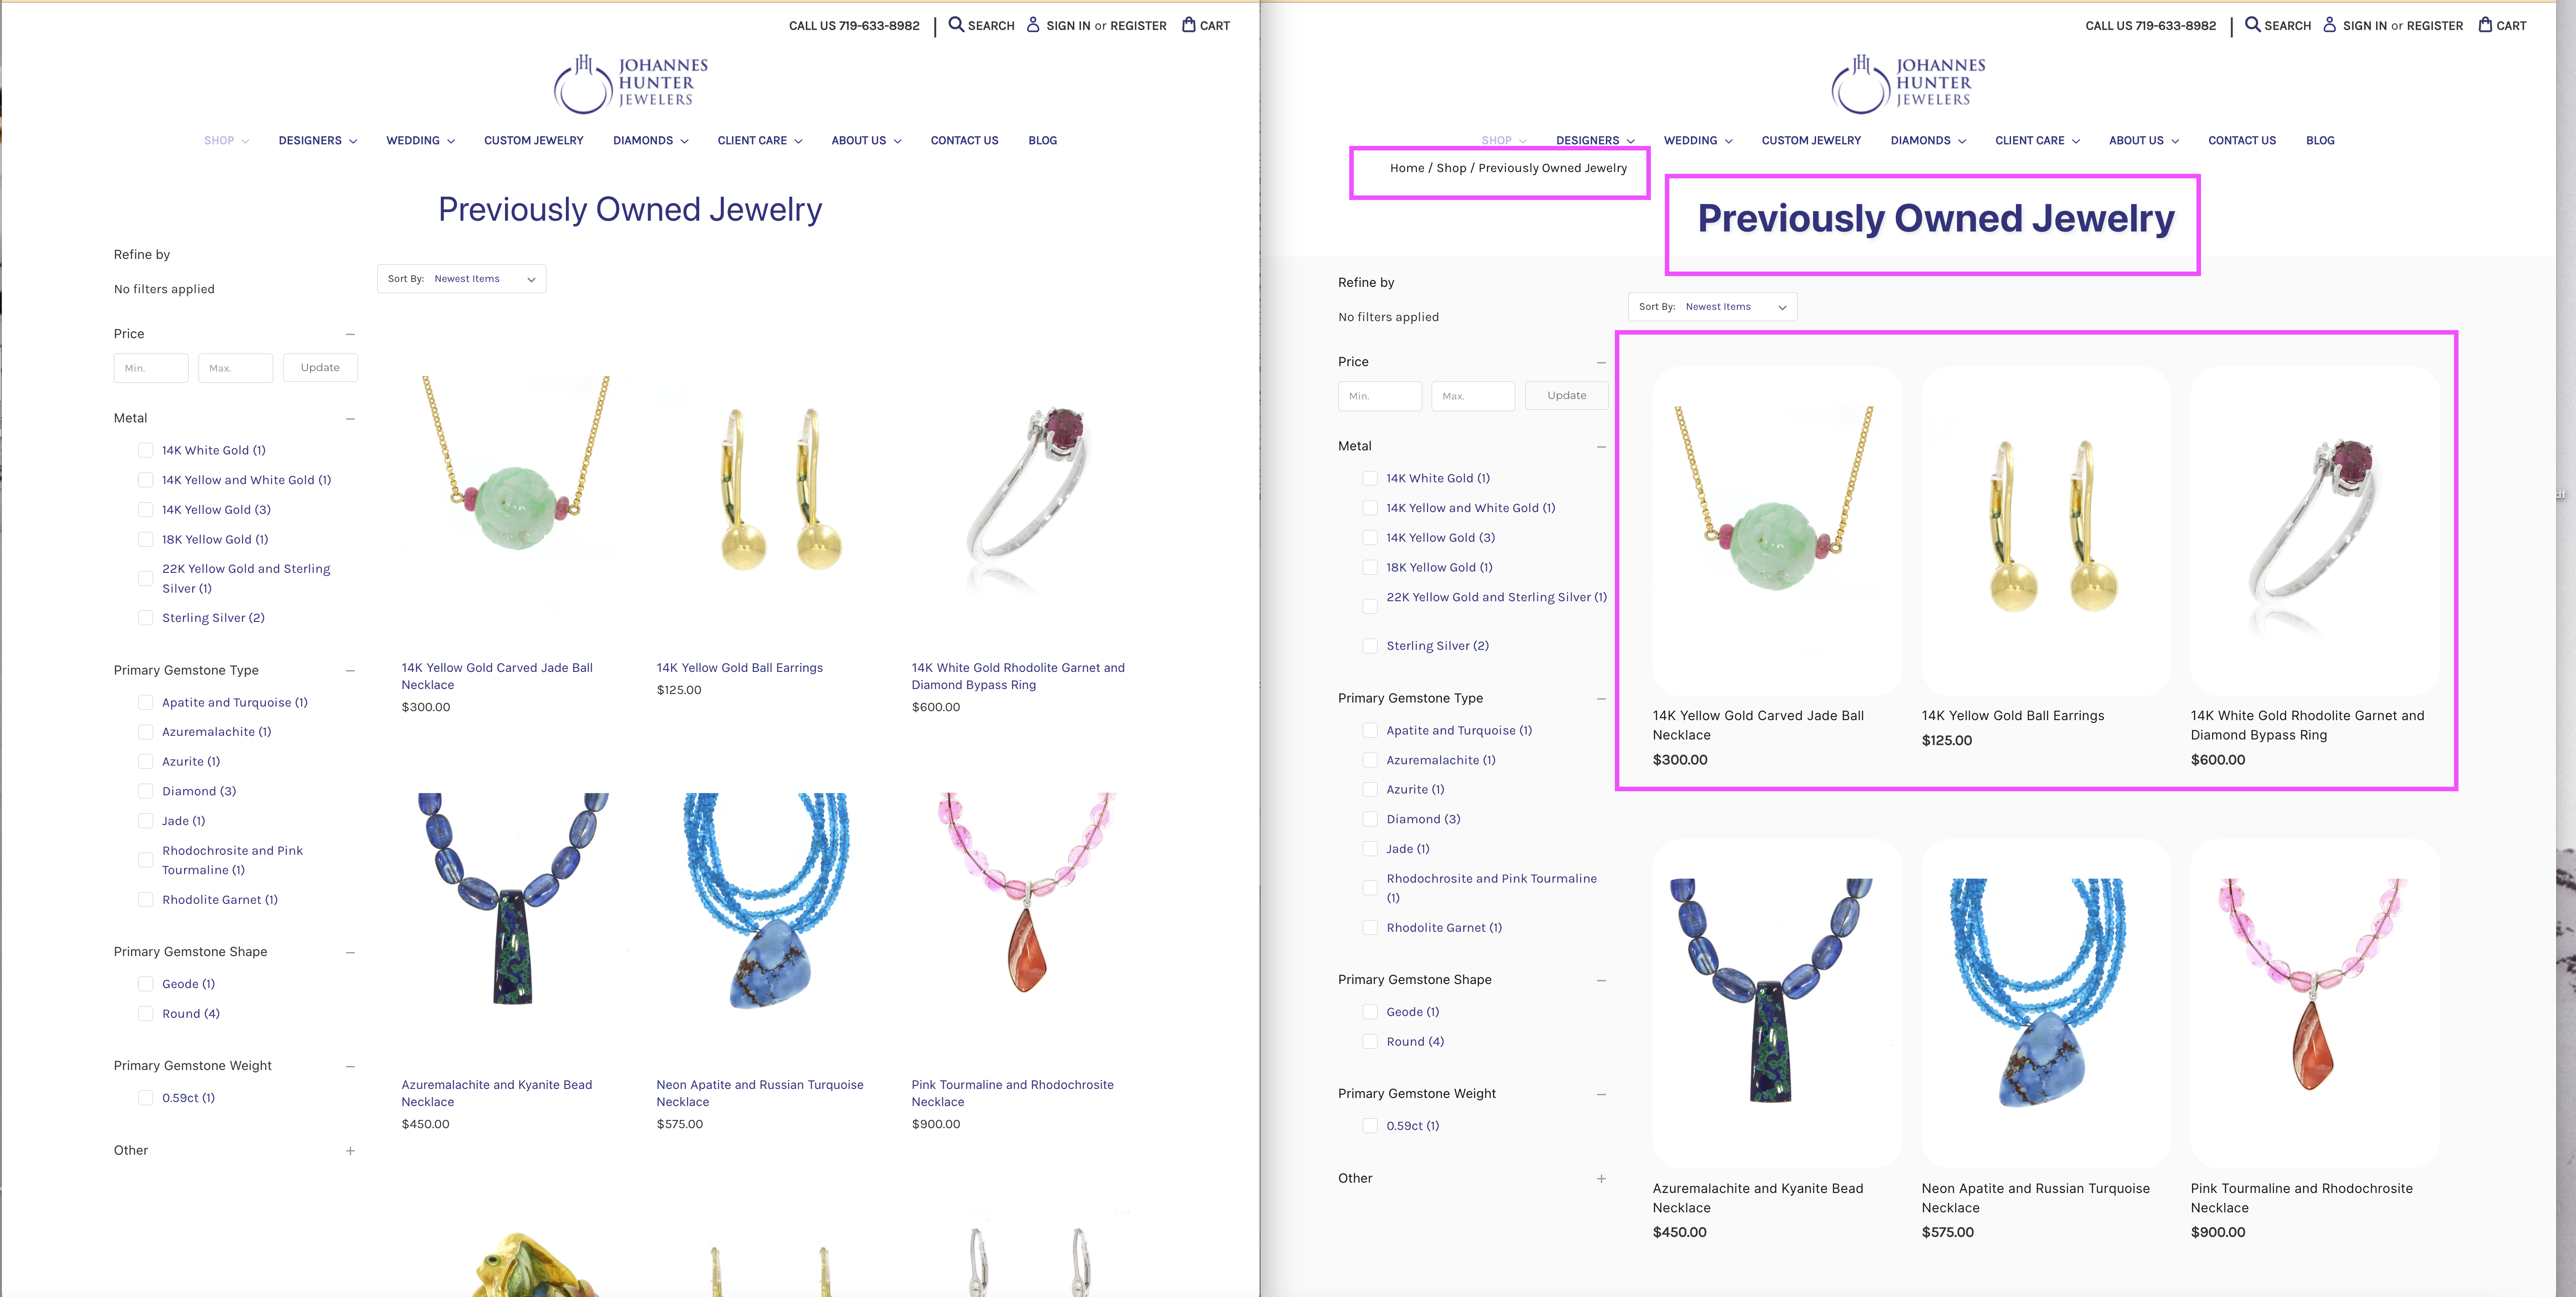 CALL US 719-633-8982 | SEARCH SIGN IN or REGISTER CART
JHJ
JOHANNES
HUNTER
JEWELERS
SHOP DESIGNERS WEDDING CUSTOM JEWELRY DIAMONDS CLIENT CARE ABOUT US CONTACT US BLOG
Previously Owned Jewelry
Refine by
No filters applied
Sort By: Newest Items
Price
Min. Max. Update
Metal
14K White Gold (1)
14K Yellow and White Gold (1)
14K Yellow Gold (3)
18K Yellow Gold (1)
22K Yellow Gold and Sterling
Silver (1)
Sterling Silver (2)
Primary Gemstone Type
Apatite and Turquoise (1)
Azuremalachite (1)
Azurite (1)
Diamond (3)
Jade (1)
Rhodochrosite and Pink
Tourmaline (1)
Rhodolite Garnet (1)
Primary Gemstone Shape
Geode (1)
Round (4)
Primary Gemstone Weight
0.59ct (1)
Other
14K Yellow Gold Carved Jade Ball
Necklace
$300.00
14K Yellow Gold Ball Earrings
$125.00
14K White Gold Rhodolite Garnet and
Diamond Bypass Ring
$600.00
Azuremalachite and Kyanite Bead
Necklace
$450.00
Neon Apatite and Russian Turquoise
Necklace
$575.00
Pink Tourmaline and Rhodochrosite
Necklace
$900.00
CALL US 719-633-8982 | SEARCH SIGN IN or REGISTER CART
JHJ
JOHANNES
HUNTER
JEWELERS
SHOP DESIGNERS WEDDING CUSTOM JEWELRY DIAMONDS CLIENT CARE ABOUT US CONTACT US BLOG
Home / Shop / Previously Owned Jewelry
Previously Owned Jewelry
Refine by
No filters applied
Sort By: Newest Items
Price
Min. Max. Update
Metal
14K White Gold (1)
14K Yellow and White Gold (1)
14K Yellow Gold (3)
18K Yellow Gold (1)
22K Yellow Gold and Sterling Silver (1)
Sterling Silver (2)
Primary Gemstone Type
Apatite and Turquoise (1)
Azuremalachite (1)
Azurite (1)
Diamond (3)
Jade (1)
Rhodochrosite and Pink Tourmaline
(1)
Rhodolite Garnet (1)
Primary Gemstone Shape
Geode (1)
Round (4)
Primary Gemstone Weight
0.59ct (1)
Other
14K Yellow Gold Carved Jade Ball
Necklace
$300.00
14K Yellow Gold Ball Earrings
$125.00
14K White Gold Rhodolite Garnet and
Diamond Bypass Ring
$600.00
Azuremalachite and Kyanite Bead
Necklace
$450.00
Neon Apatite and Russian Turquoise
Necklace
$575.00
Pink Tourmaline and Rhodochrosite
Necklace
$900.00